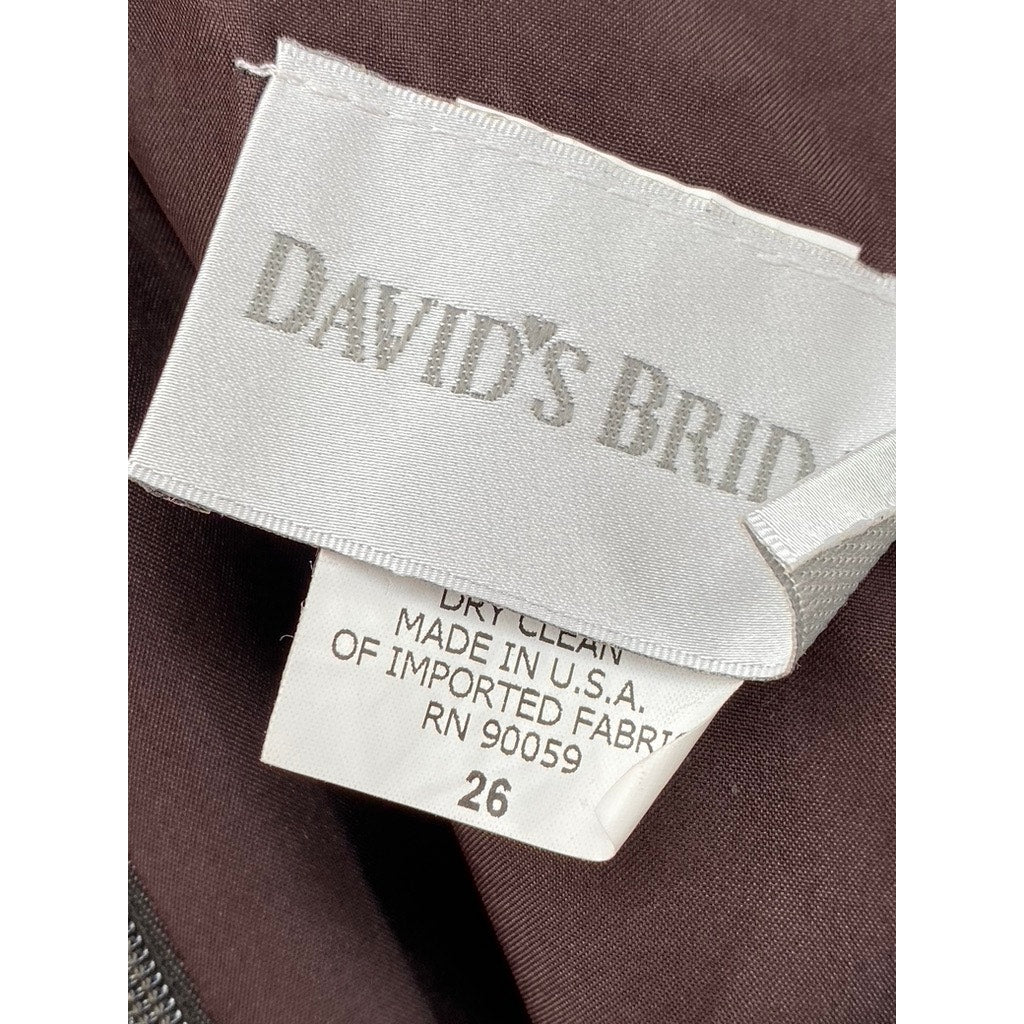 DAVID'S BRID
DRY CLEAN
MADE IN U.S.A.
OF IMPORTED FABRI
RN 90059
26